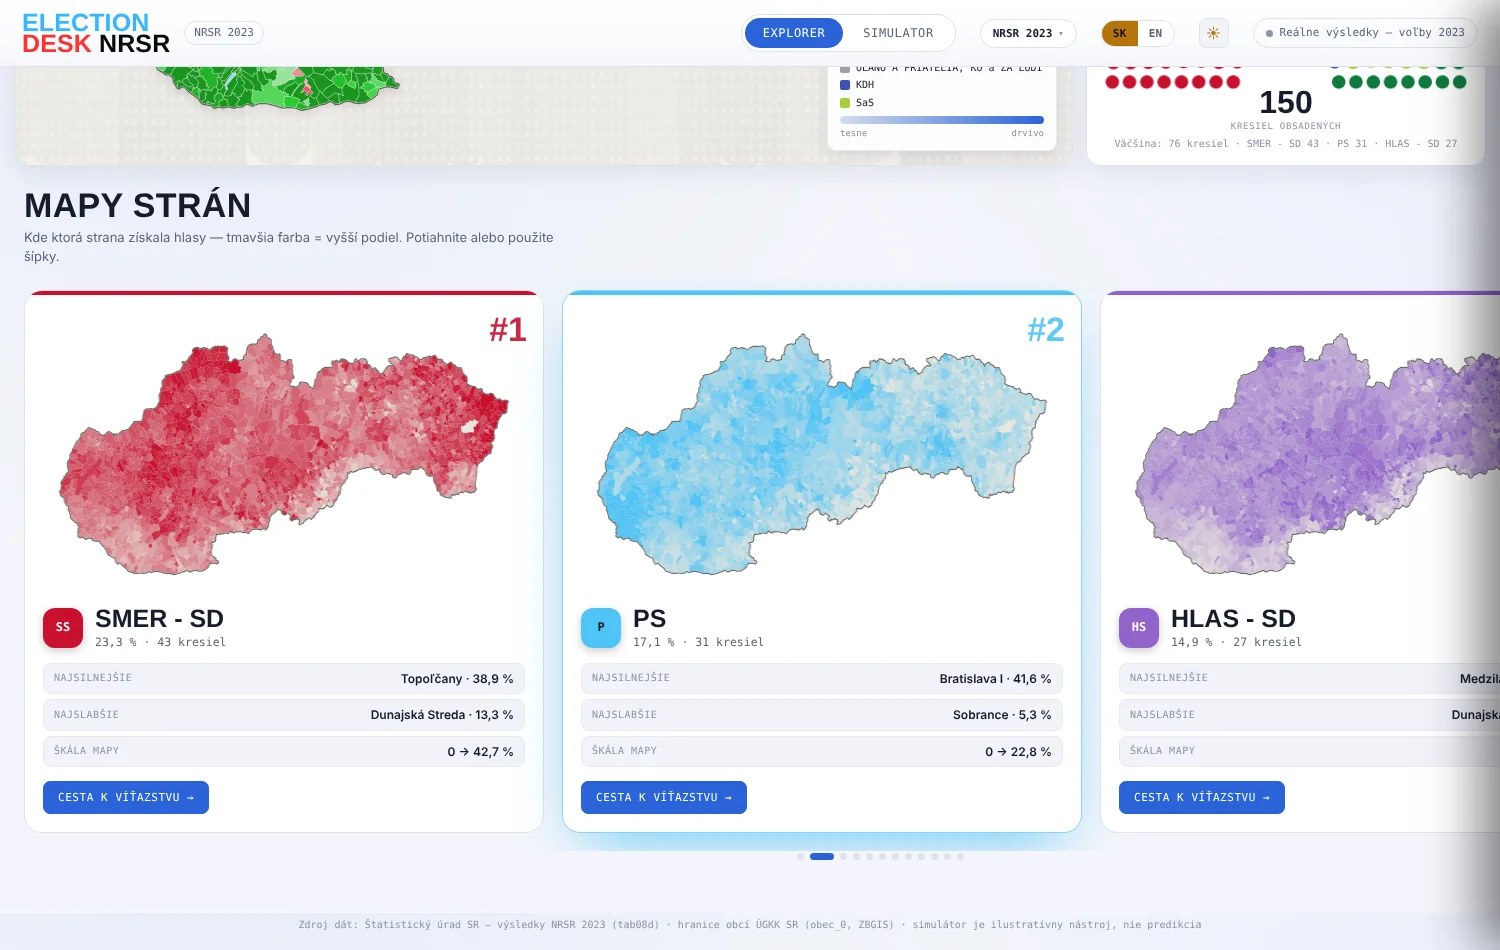 ELECTION
DESK NRSR
NRSR 2023
EXPLORER
SIMULATOR
NRSR 2023
SK
EN
Reálne výsledky — voľby 2023
OĽANO A PRIATELIA, KÚ a ZA ĽUDÍ
KDH
SaS
tesne
drvivo
150
KRESIEL OBSADENÝCH
Väčšina: 76 kresiel · SMER - SD 43 · PS 31 · HLAS - SD 27
MAPY STRÁN
Kde ktorá strana získala hlasy — tmavšia farba = vyšší podiel. Potiahnite alebo použite
šípky.
#1
SS
SMER - SD
23,3 % · 43 kresiel
NAJSILNEJŠIE
Topoľčany · 38,9 %
NAJSLABŠIE
Dunajská Streda · 13,3 %
ŠKÁLA MAPY
0 → 42,7 %
CESTA K VÍŤAZSTVU →
#2
P
PS
17,1 % · 31 kresiel
NAJSILNEJŠIE
Bratislava I · 41,6 %
NAJSLABŠIE
Sobrance · 5,3 %
ŠKÁLA MAPY
0 → 22,8 %
CESTA K VÍŤAZSTVU →
HS
HLAS - SD
14,9 % · 27 kresiel
NAJSILNEJŠIE
NAJSLABŠIE
ŠKÁLA MAPY
CESTA K VÍŤAZSTVU →
Zdroj dát: Štatistický úrad SR — výsledky NRSR 2023 (tab08d) · hranice obcí ÚGKK SR (obec_0, ZBGIS) · simulátor je ilustratívny nástroj, nie predikcia